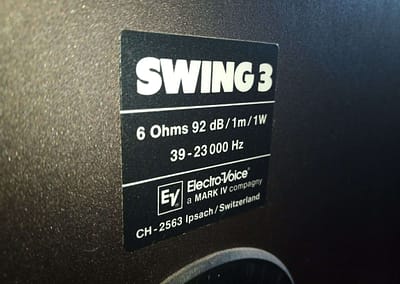 SWING 3
6 Ohms 92 dB/1m/1W
39-23 000 Hz
EV Electro-Voice®
a MARK IV compagny
CH-2563 Ipsach/Switzerland